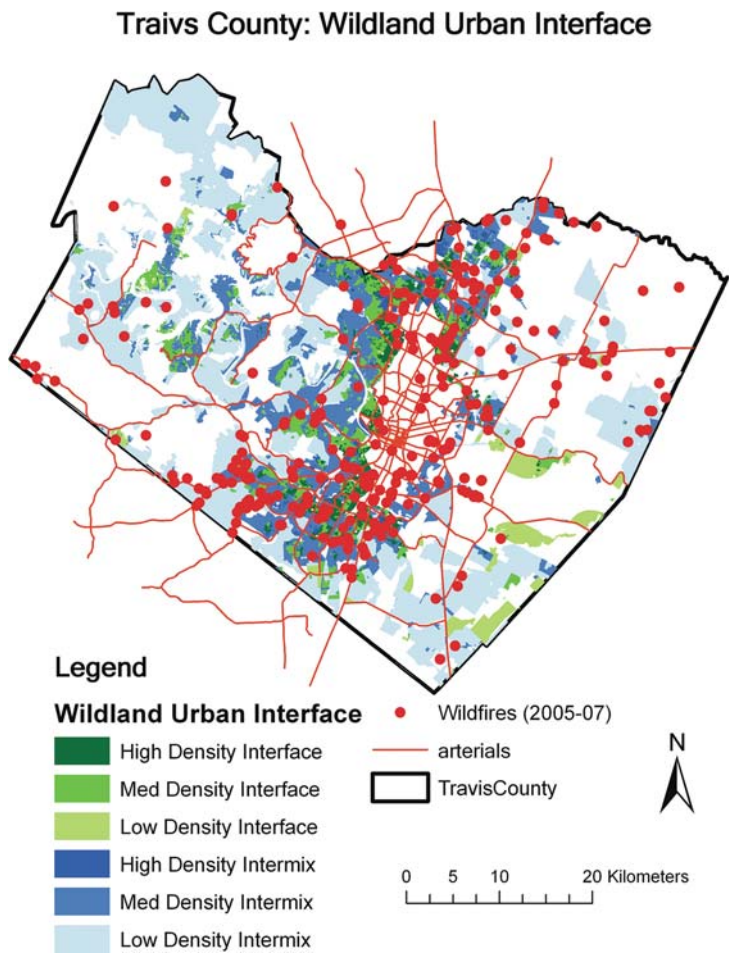 Traivs County: Wildland Urban Interface
Legend
Wildland Urban Interface
High Density Interface
Med Density Interface
Low Density Interface
High Density Intermix
Med Density Intermix
Low Density Intermix
Wildfires (2005-07)
arterials
TravisCounty
N
0 5 10 20 Kilometers